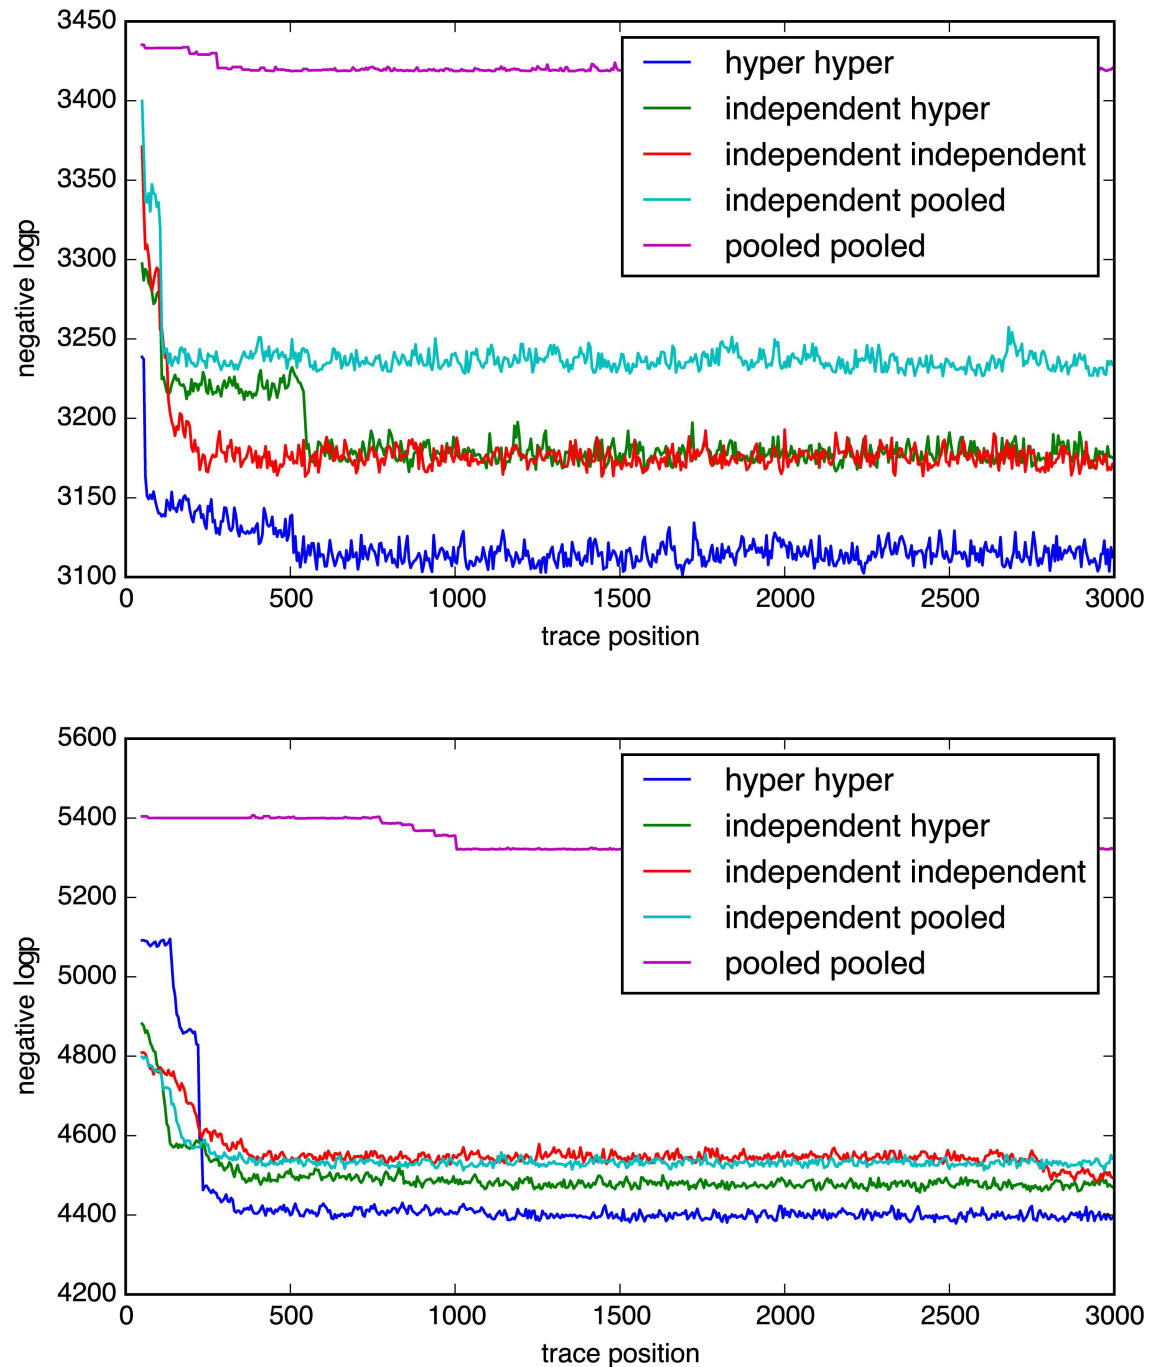 3450
3400
3350
3300
3250
3200
3150
3100
negative logp
hyper hyper
independent hyper
independent independent
independent pooled
pooled pooled
0 500 1000 1500 2000 2500 3000
trace position
5600
5400
5200
5000
4800
4600
4400
4200
negative logp
hyper hyper
independent hyper
independent independent
independent pooled
pooled pooled
0 500 1000 1500 2000 2500 3000
trace position